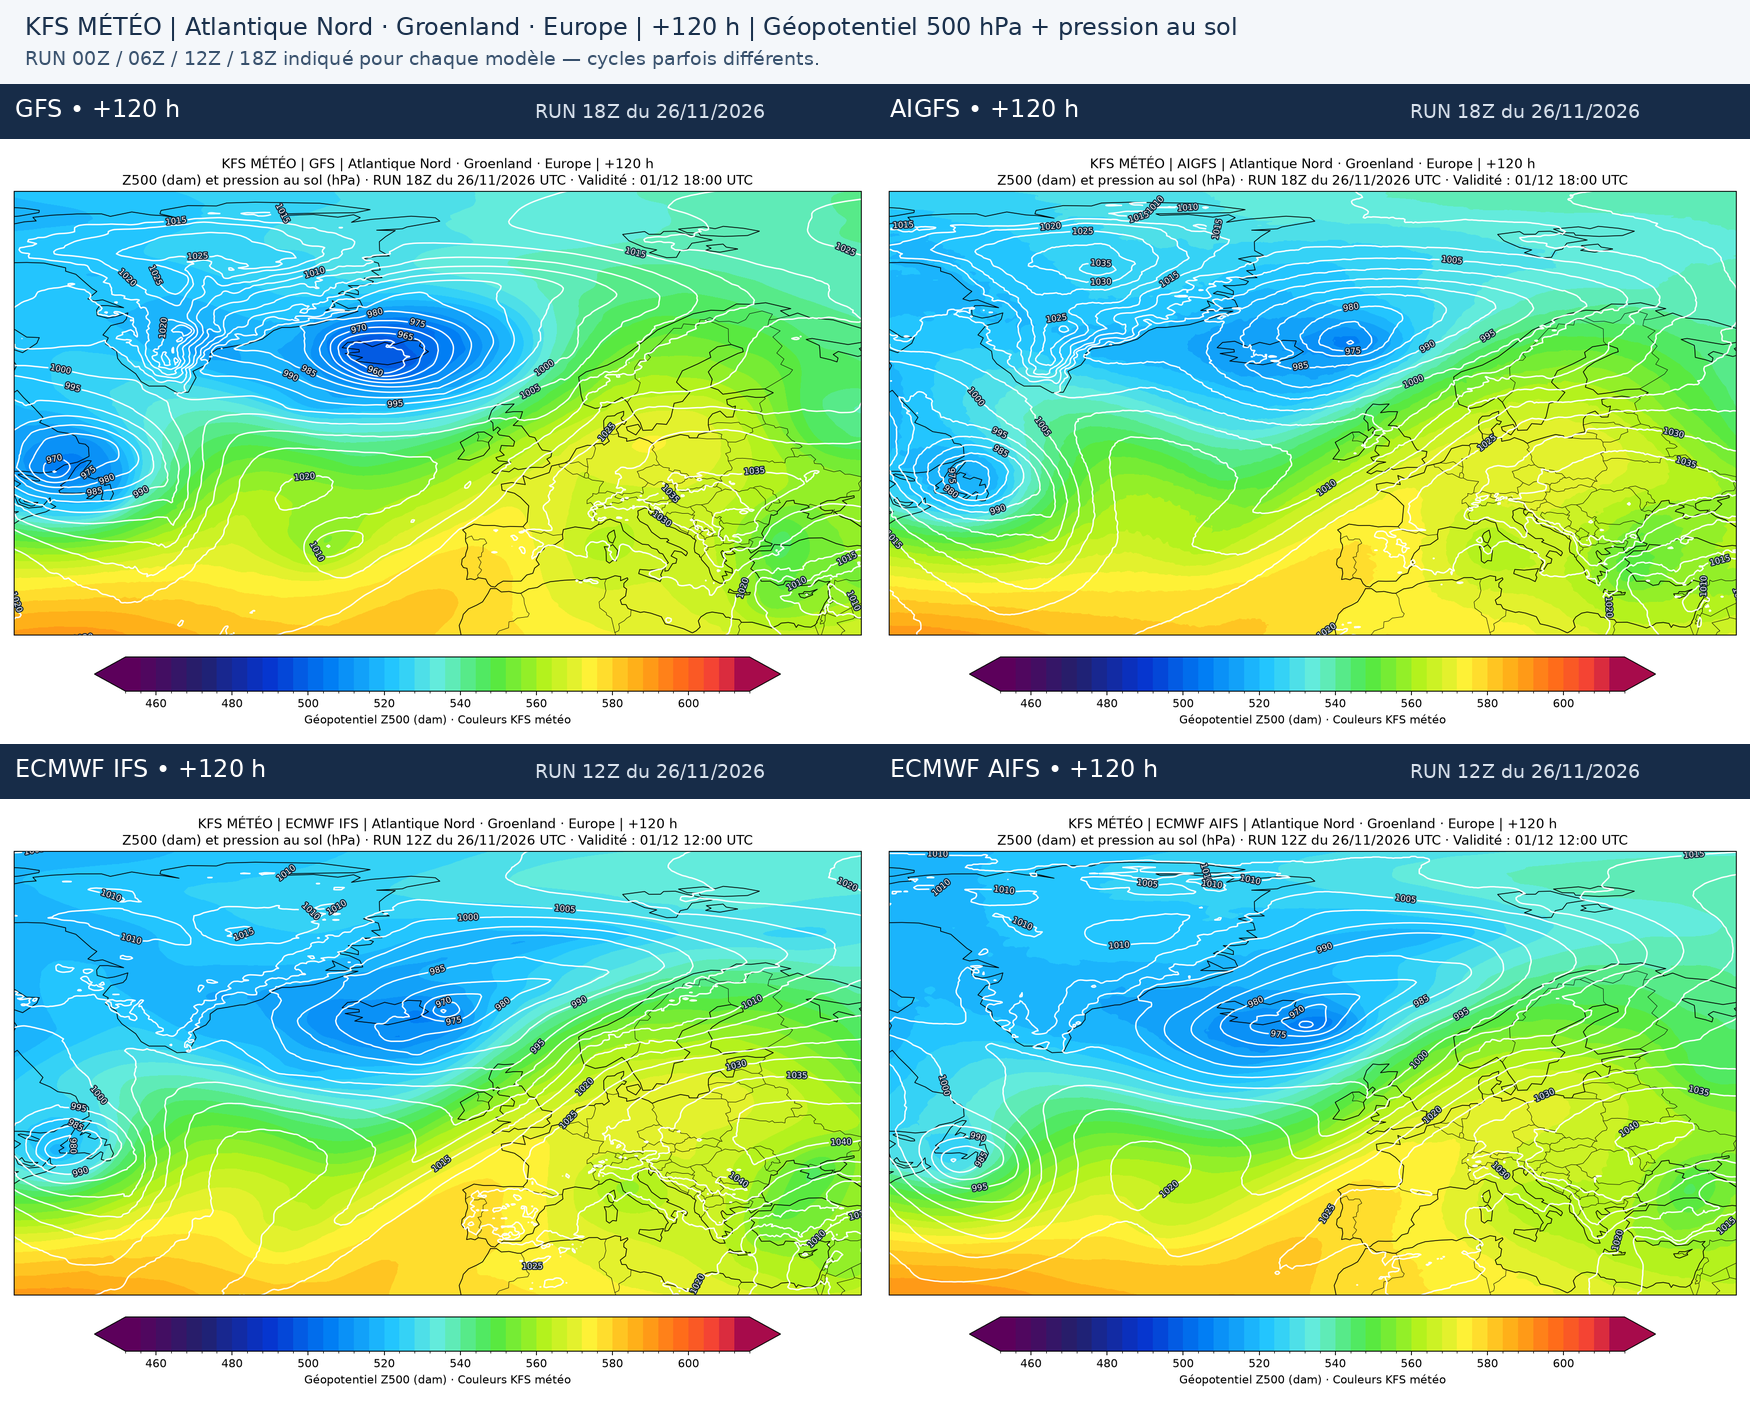 KFS MÉTÉO | Atlantique Nord · Groenland · Europe | +120 h | Géopotentiel 500 hPa + pression au sol
RUN 00Z / 06Z / 12Z / 18Z indiqué pour chaque modèle — cycles parfois différents.
GFS • +120 h
RUN 18Z du 26/11/2026
AIGFS • +120 h
RUN 18Z du 26/11/2026
KFS MÉTÉO | GFS | Atlantique Nord · Groenland · Europe | +120 h
Z500 (dam) et pression au sol (hPa) · RUN 18Z du 26/11/2026 UTC · Validité : 01/12 18:00 UTC
KFS MÉTÉO | AIGFS | Atlantique Nord · Groenland · Europe | +120 h
Z500 (dam) et pression au sol (hPa) · RUN 18Z du 26/11/2026 UTC · Validité : 01/12 18:00 UTC
460 480 500 520 540 560 580 600
Géopotentiel Z500 (dam) · Couleurs KFS météo
460 480 500 520 540 560 580 600
Géopotentiel Z500 (dam) · Couleurs KFS météo
ECMWF IFS • +120 h
RUN 12Z du 26/11/2026
ECMWF AIFS • +120 h
RUN 12Z du 26/11/2026
KFS MÉTÉO | ECMWF IFS | Atlantique Nord · Groenland · Europe | +120 h
Z500 (dam) et pression au sol (hPa) · RUN 12Z du 26/11/2026 UTC · Validité : 01/12 12:00 UTC
KFS MÉTÉO | ECMWF AIFS | Atlantique Nord · Groenland · Europe | +120 h
Z500 (dam) et pression au sol (hPa) · RUN 12Z du 26/11/2026 UTC · Validité : 01/12 12:00 UTC
460 480 500 520 540 560 580 600
Géopotentiel Z500 (dam) · Couleurs KFS météo
460 480 500 520 540 560 580 600
Géopotentiel Z500 (dam) · Couleurs KFS météo